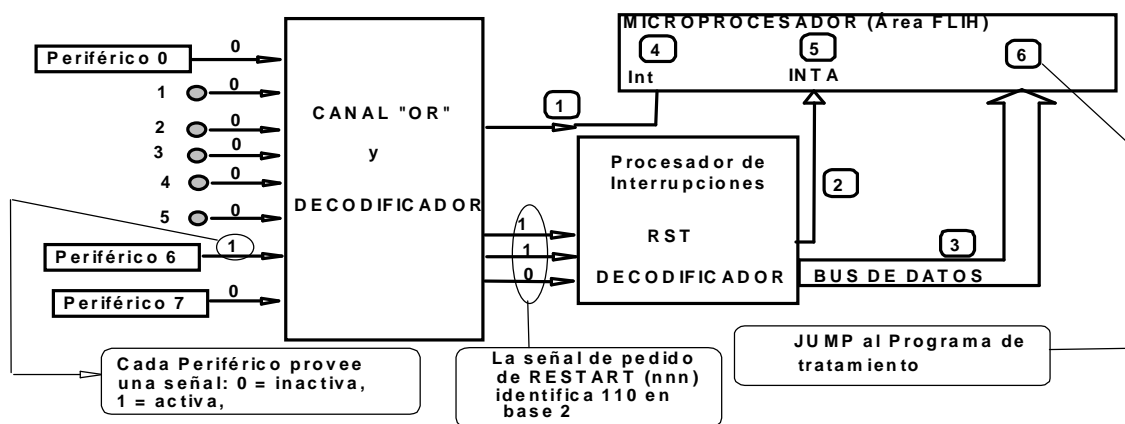 MICROPROCESADOR (Área FLIH)
4
5
6
Int
INTA
Periférico 0
0
1
0
2
0
3
0
4
0
5
0
Periférico 6
1
Periférico 7
0
CANAL "OR"
y
DECODIFICADOR
1
1
1
0
Procesador de
Interrupciones
RST
DECODIFICADOR
2
3
BUS DE DATOS
Cada Periférico provee
una señal: 0 = inactiva,
1 = activa,
La señal de pedido
de RESTART (nnn)
identifica 110 en
base 2
JUMP al Programa de
tratamiento